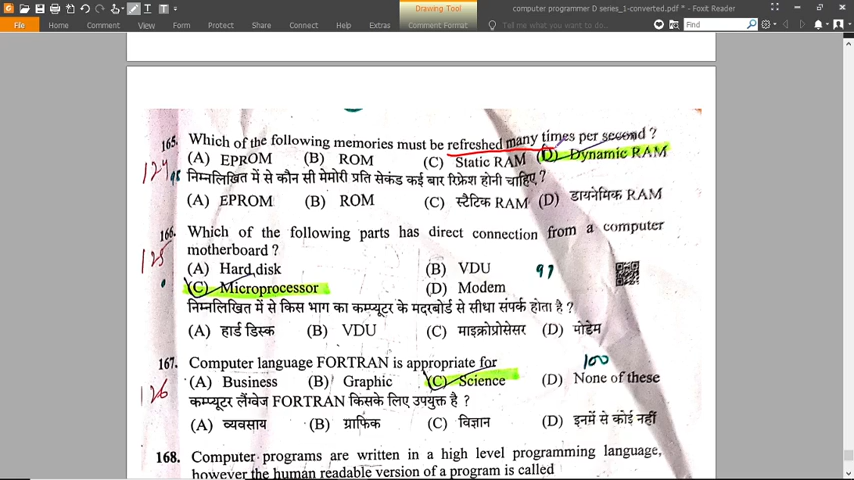 Drawing Tool
computer programmer D series_1-converted.pdf * - Foxit Reader
File Comment View Form Protect Share Help Extras Comment Format Tell me what you want to do... Find
165. Which of the following memories must be refreshed many times per second ?
(A) EPROM (B) ROM (C) Static RAM (D) Dynamic RAM
124 98
निम्नलिखित में से कौन सी मेमोरी प्रति सेकंड कई बार रिफ्रेश होनी चाहिए ?
(A) EPROM (B) ROM (C) स्टैटिक RAM (D) डायनेमिक RAM
166. Which of the following parts has direct connection from a computer
motherboard ?
125
(A) Hard disk (B) VDU 97
(C) Microprocessor (D) Modem
निम्नलिखित में से किस भाग का कम्प्यूटर के मदरबोर्ड से सीधा संपर्क होता है ?
(A) हार्ड डिस्क (B) VDU (C) माइक्रोप्रोसेसर (D) मोडेम
100
167. Computer language FORTRAN is appropriate for
(A) Business (B) Graphic (C) Science (D) None of these
126
कम्प्यूटर लैंग्वेज FORTRAN किसके लिए उपयुक्त है ?
(A) व्यवसाय (B) ग्राफिक (C) विज्ञान (D) इनमें से कोई नहीं
168. Computer programs are written in a high level programming language,
however the human readable version of a program is called